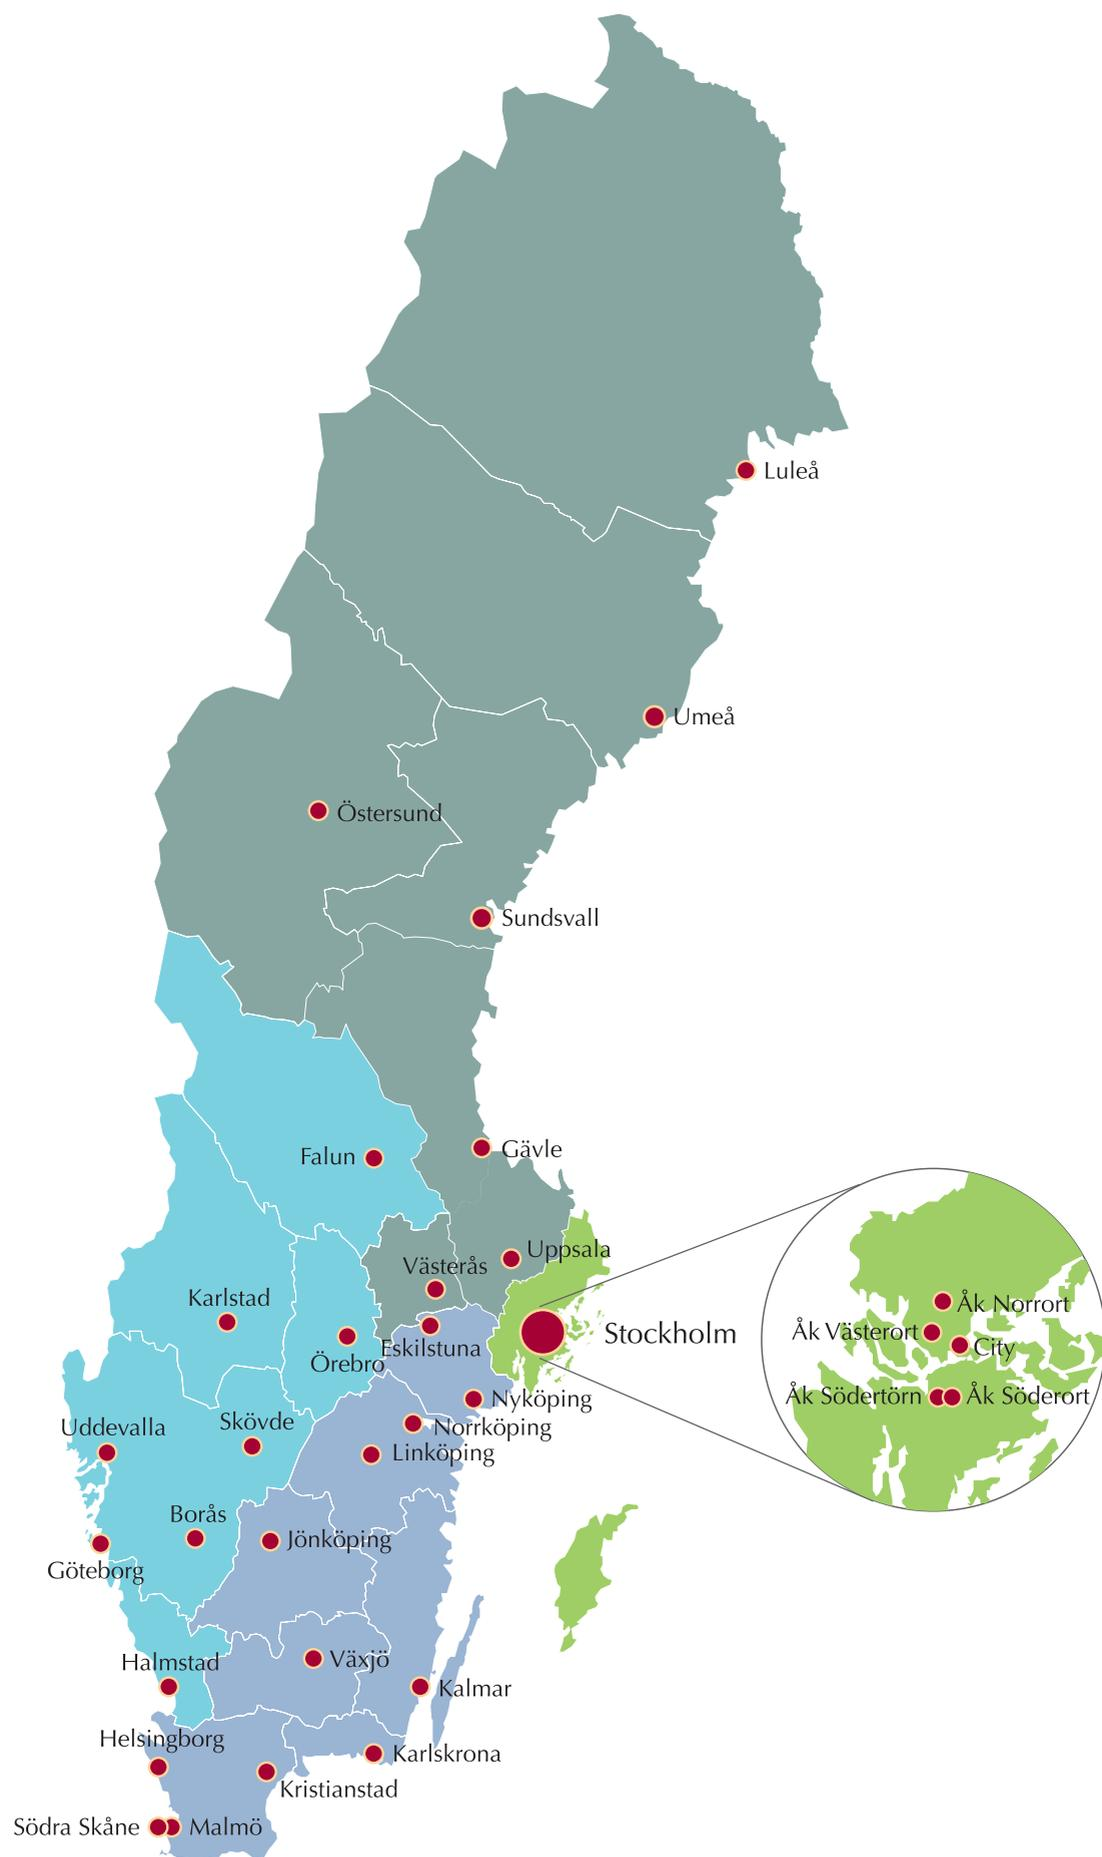 Luleå
Umeå
Östersund
Sundsvall
Gävle
Falun
Uppsala
Västerås
Karlstad
Åk Norrort
Åk Västerort
Stockholm
City
Eskilstuna
Örebro
Åk Södertörn
Åk Söderort
Nyköping
Skövde
Uddevalla
Norrköping
Linköping
Borås
Jönköping
Göteborg
Växjö
Halmstad
Kalmar
Helsingborg
Karlskrona
Kristianstad
Södra Skåne
Malmö